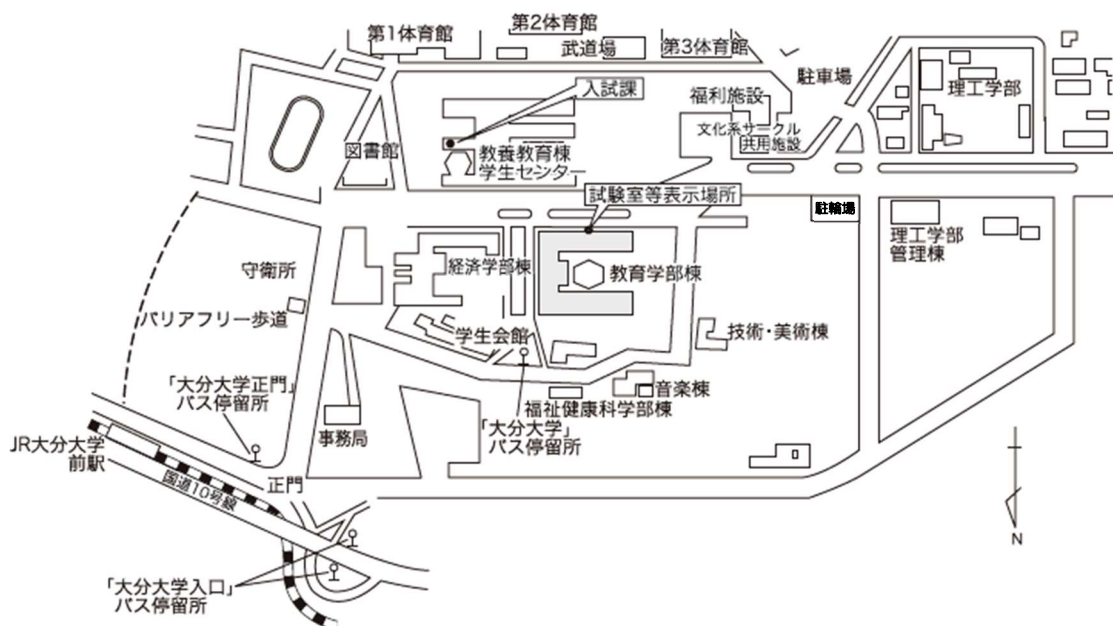 第1体育館
第2体育館
武道場
第3体育館
駐車場
理工学部
入試課
福利施設
文化系サークル
共用施設
図書館
教養教育棟
学生センター
試験室等表示場所
駐輪場
理工学部
管理棟
守衛所
経済学部棟
教育学部棟
バリアフリー歩道
学生会館
技術・美術棟
「大分大学正門」
バス停留所
音楽棟
福祉健康科学部棟
事務局
「大分大学」
バス停留所
JR大分大学
前駅
国道10号線
正門
N
「大分大学入口」
バス停留所